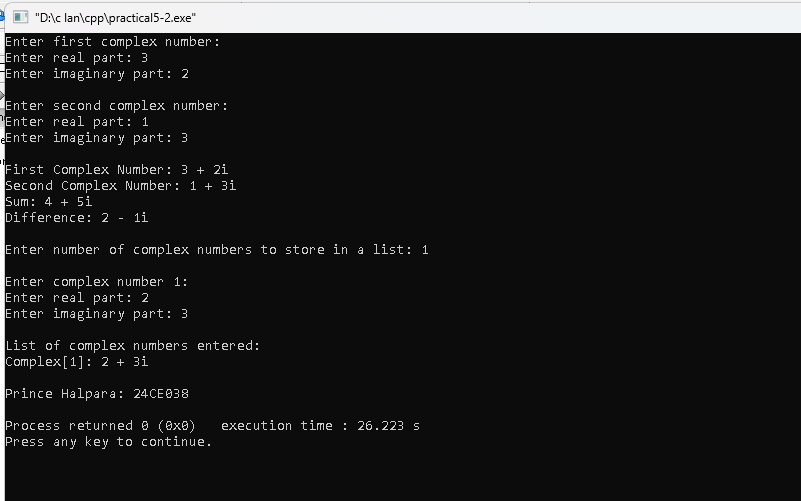 "D:\c lan\cpp\practical5-2.exe"
Enter first complex number:
Enter real part: 3
Enter imaginary part: 2
Enter second complex number:
Enter real part: 1
Enter imaginary part: 3
First Complex Number: 3 + 2i
Second Complex Number: 1 + 3i
Sum: 4 + 5i
Difference: 2 - 1i
Enter number of complex numbers to store in a list: 1
Enter complex number 1:
Enter real part: 2
Enter imaginary part: 3
List of complex numbers entered:
Complex[1]: 2 + 3i
Prince Halpara: 24CE038
Process returned 0 (0x0)   execution time : 26.223 s
Press any key to continue.